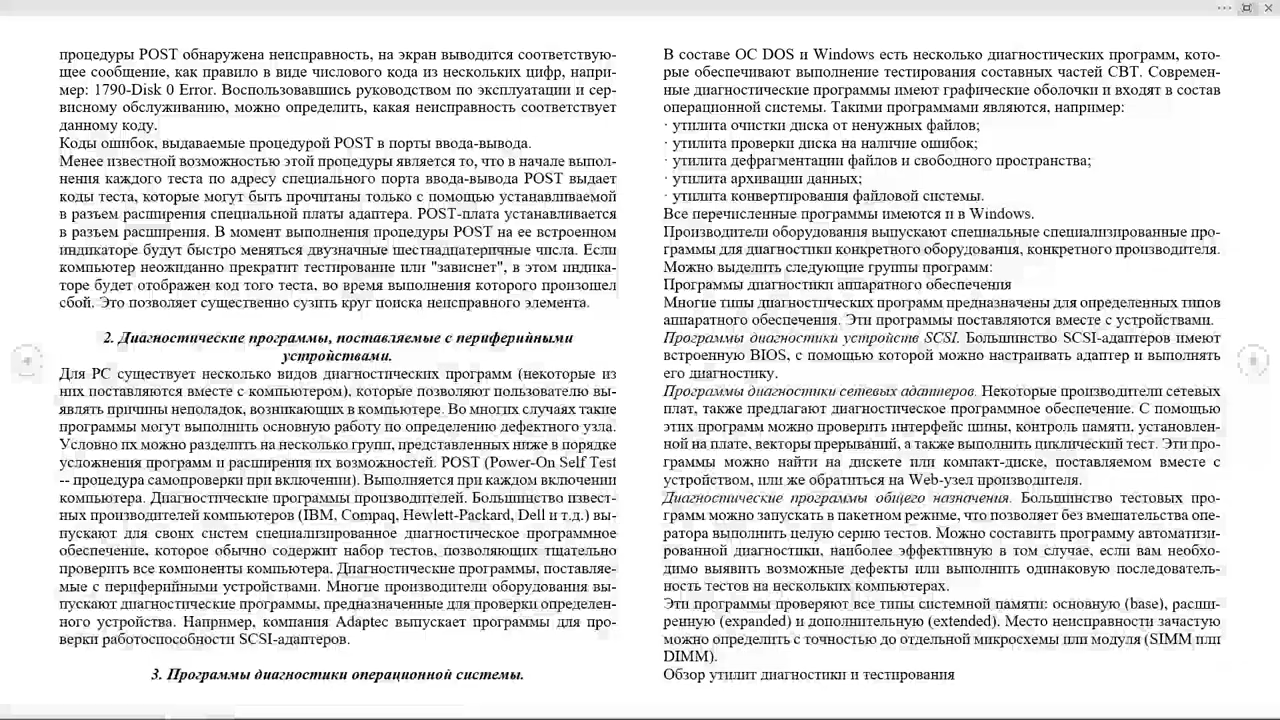 процедуры POST обнаружена неисправность, на экран выводится соответствую-
щее сообщение, как правило в виде числового кода из нескольких цифр, напри-
мер: 1790-Disk 0 Error. Воспользовавшись руководством по эксплуатации и сер-
висному обслуживанию, можно определить, какая неисправность соответствует
данному коду.
Коды ошибок, выдаваемые процедурой POST в порты ввода-вывода.
Менее известной возможностью этой процедуры является то, что в начале выпол-
нения каждого теста по адресу специального порта ввода-вывода POST выдает
коды теста, которые могут быть прочитаны только с помощью устанавливаемой
в разъем расширения специальной платы адаптера. POST-плата устанавливается
в разъем расширения. В момент выполнения процедуры POST на ее встроенном
индикаторе будут быстро меняться двузначные шестнадцатеричные числа. Если
компьютер неожиданно прекратит тестирование или "зависнет", в этом индика-
торе будет отображен код того теста, во время выполнения которого произошел
сбой. Это позволяет существенно сузить круг поиска неисправного элемента.
2. Диагностические программы, поставляемые с периферийными
устройствами.
Для PC существует несколько видов диагностических программ (некоторые из
них поставляются вместе с компьютером), которые позволяют пользователю вы-
являть причины неполадок, возникающих в компьютере. Во многих случаях такие
программы могут выполнить основную работу по определению дефектного узла.
Условно их можно разделить на несколько групп, представленных ниже в порядке
усложнения программ и расширения их возможностей. POST (Power-On Self Test
-- процедура самопроверки при включении). Выполняется при каждом включении
компьютера. Диагностические программы производителей. Большинство извест-
ных производителей компьютеров (IBM, Compaq, Hewlett-Packard, Dell и т.д.) вы-
пускают для своих систем специализированное диагностическое программное
обеспечение, которое обычно содержит набор тестов, позволяющих тщательно
проверить все компоненты компьютера. Диагностические программы, поставляе-
мые с периферийными устройствами. Многие производители оборудования вы-
пускают диагностические программы, предназначенные для проверки определен-
ного устройства. Например, компания Adaptec выпускает программы для про-
верки работоспособности SCSI-адаптеров.
3. Программы диагностики операционной системы.
В составе ОС DOS и Windows есть несколько диагностических программ, кото-
рые обеспечивают выполнение тестирования составных частей СВТ. Современ-
ные диагностические программы имеют графические оболочки и входят в состав
операционной системы. Такими программами являются, например:
· утилита очистки диска от ненужных файлов;
· утилита проверки диска на наличие ошибок;
· утилита дефрагментации файлов и свободного пространства;
· утилита архивации данных;
· утилита конвертирования файловой системы.
Все перечисленные программы имеются и в Windows.
Производители оборудования выпускают специальные специализированные про-
граммы для диагностики конкретного оборудования, конкретного производителя.
Можно выделить следующие группы программ:
Программы диагностики аппаратного обеспечения
Многие типы диагностических программ предназначены для определенных типов
аппаратного обеспечения. Эти программы поставляются вместе с устройствами.
Программы диагностики устройств SCSI. Большинство SCSI-адаптеров имеют
встроенную BIOS, с помощью которой можно настраивать адаптер и выполнять
его диагностику.
Программы диагностики сетевых адаптеров. Некоторые производители сетевых
плат, также предлагают диагностическое программное обеспечение. С помощью
этих программ можно проверить интерфейс шины, контроль памяти, установлен-
ной на плате, векторы прерываний, а также выполнить циклический тест. Эти про-
граммы можно найти на дискете или компакт-диске, поставляемом вместе с
устройством, или же обратиться на Web-узел производителя.
Диагностические программы общего назначения. Большинство тестовых про-
грамм можно запускать в пакетном режиме, что позволяет без вмешательства опе-
ратора выполнить целую серию тестов. Можно составить программу автоматизи-
рованной диагностики, наиболее эффективную в том случае, если вам необхо-
димо выявить возможные дефекты или выполнить одинаковую последователь-
ность тестов на нескольких компьютерах.
Эти программы проверяют все типы системной памяти: основную (base), расши-
ренную (expanded) и дополнительную (extended). Место неисправности зачастую
можно определить с точностью до отдельной микросхемы или модуля (SIMM или
DIMM).
Обзор утилит диагностики и тестирования